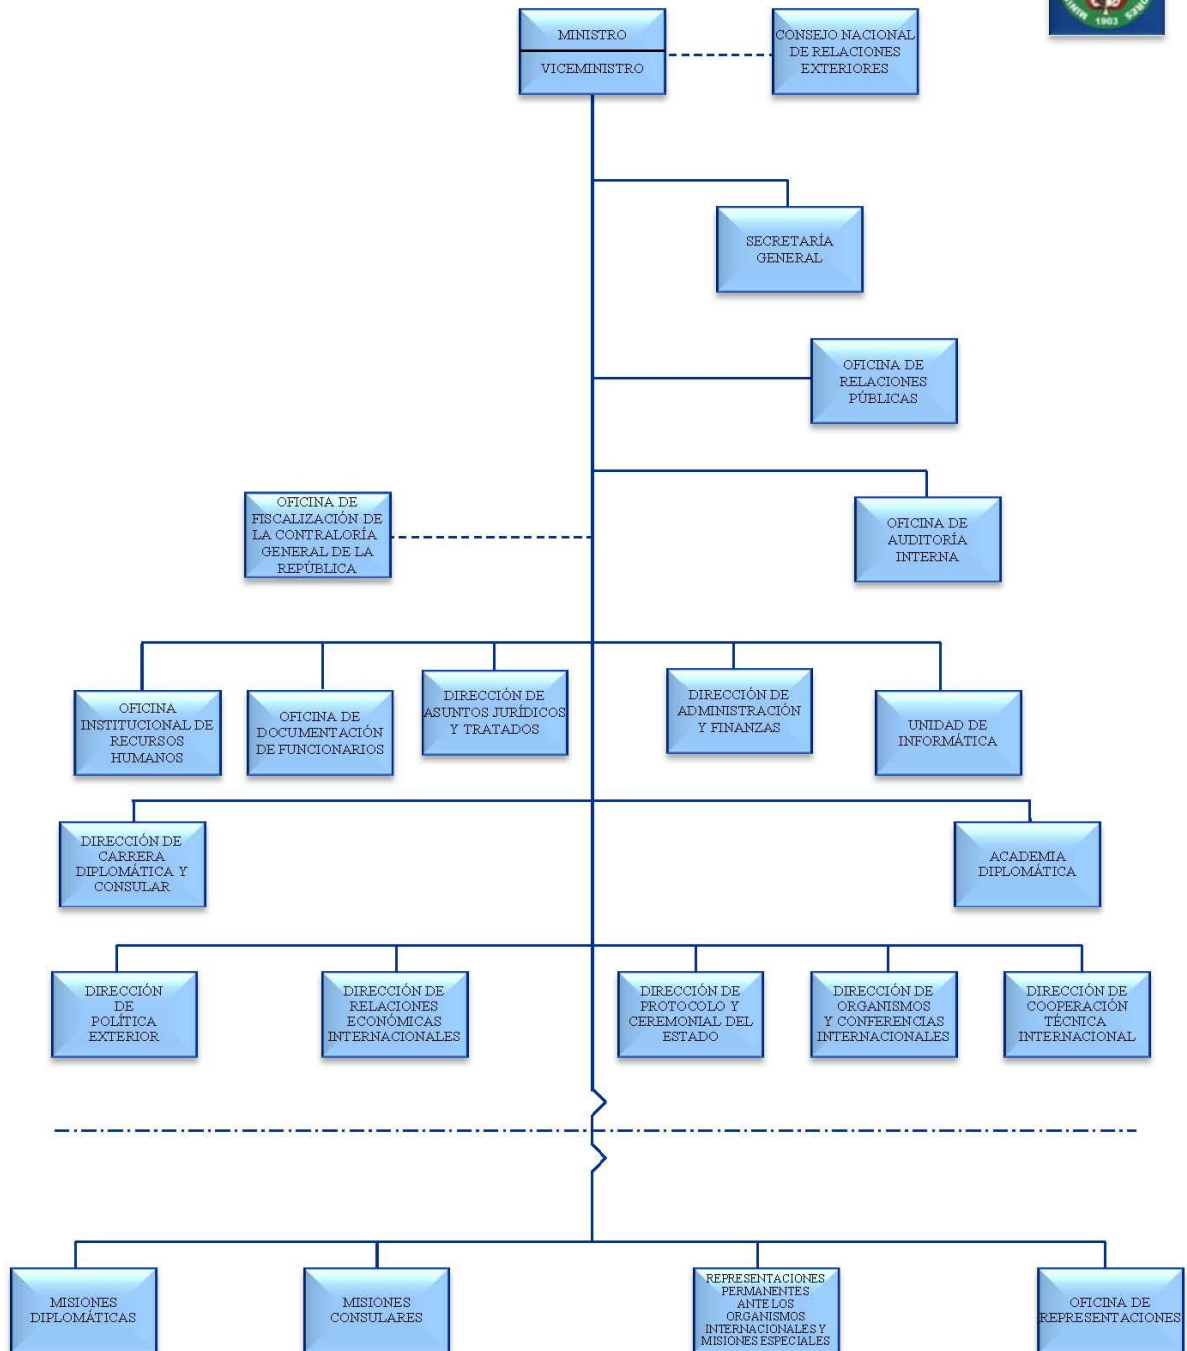 MINISTRO
VICEMINISTRO
CONSEJO NACIONAL
DE RELACIONES
EXTERIORES
1903
SECRETARÍA
GENERAL
OFICINA DE
RELACIONES
PÚBLICAS
OFICINA DE
FISCALIZACIÓN DE
LA CONTRALORÍA
GENERAL DE LA
REPÚBLICA
OFICINA DE
AUDITORÍA
INTERNA
OFICINA
INSTITUCIONAL DE
RECURSOS
HUMANOS
OFICINA DE
DOCUMENTACIÓN
DE FUNCIONARIOS
DIRECCIÓN DE
ASUNTOS JURÍDICOS
Y TRATADOS
DIRECCIÓN DE
ADMINISTRACIÓN
Y FINANZAS
UNIDAD DE
INFORMÁTICA
DIRECCIÓN DE
CARRERA
DIPLOMÁTICA Y
CONSULAR
ACADEMIA
DIPLOMÁTICA
DIRECCIÓN
DE
POLÍTICA
EXTERIOR
DIRECCIÓN DE
RELACIONES
ECONÓMICAS
INTERNACIONALES
DIRECCIÓN DE
PROTOCOLO Y
CEREMONIAL DEL
ESTADO
DIRECCIÓN DE
ORGANISMOS
Y CONFERENCIAS
INTERNACIONALES
DIRECCIÓN DE
COOPERACIÓN
TÉCNICA
INTERNACIONAL
MISIONES
DIPLOMÁTICAS
MISIONES
CONSULARES
REPRESENTACIONES
PERMANENTES
ANTE LOS
ORGANISMOS
INTERNACIONALES Y
MISIONES ESPECIALES
OFICINA DE
REPRESENTACIONES